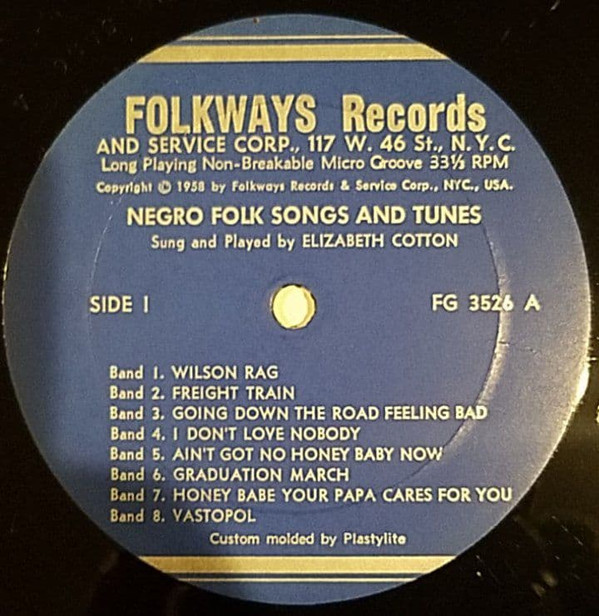 FOLKWAYS Records
AND SERVICE CORP., 117 W. 46 St., N.Y.C.
Long Playing Non-Breakable Micro Groove 33⅓ RPM
Copyright © 1958 by Folkways Records & Service Corp., NYC., USA.
NEGRO FOLK SONGS AND TUNES
Sung and Played by ELIZABETH COTTON
SIDE I FG 3526 A
Band 1. WILSON RAG
Band 2. FREIGHT TRAIN
Band 3. GOING DOWN THE ROAD FEELING BAD
Band 4. I DON'T LOVE NOBODY
Band 5. AIN'T GOT NO HONEY BABY NOW
Band 6. GRADUATION MARCH
Band 7. HONEY BABE YOUR PAPA CARES FOR YOU
Band 8. VASTOPOL
Custom molded by Plastylite